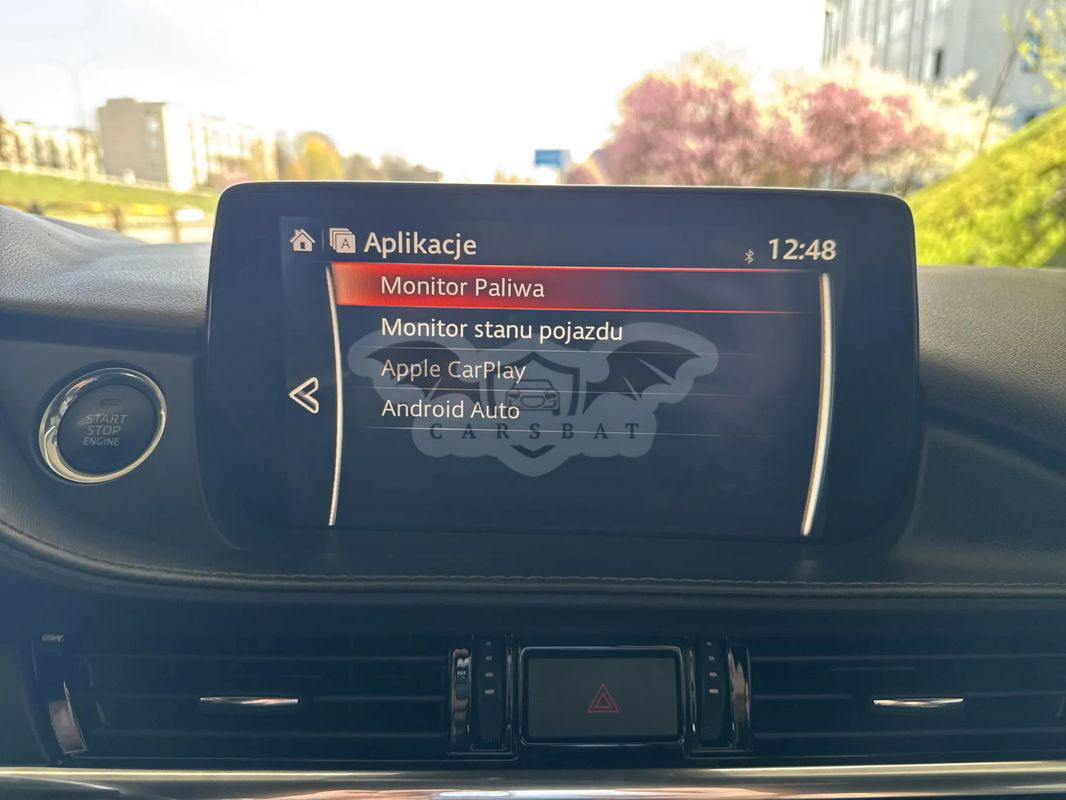 Aplikacje
12:48
Monitor Paliwa
Monitor stanu pojazdu
Apple CarPlay
Android Auto
CARSBAT
START
STOP
ENGINE